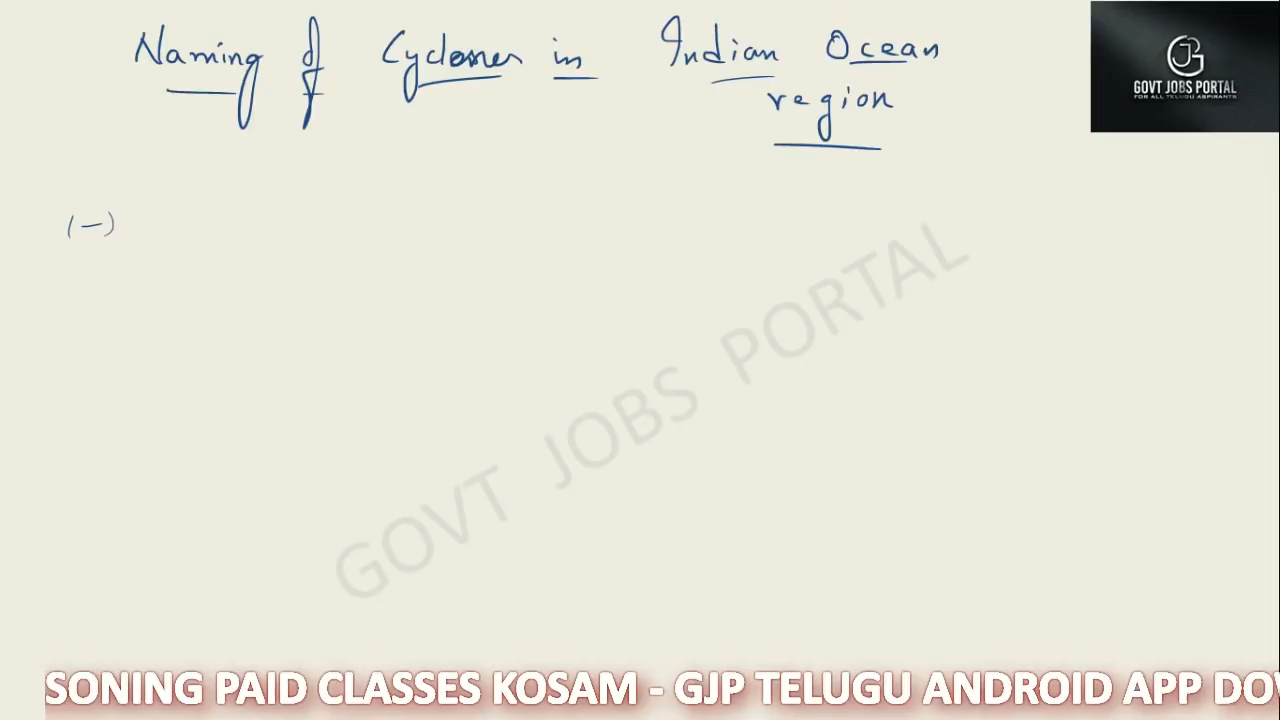 Naming of Cyclones in Indian Ocean
region
GOVT JOBS PORTAL
FOR ALL TELUGU ASPIRANTS
(-)
GOVT JOBS PORTAL
SONING PAID CLASSES KOSAM - GJP TELUGU ANDROID APP DO